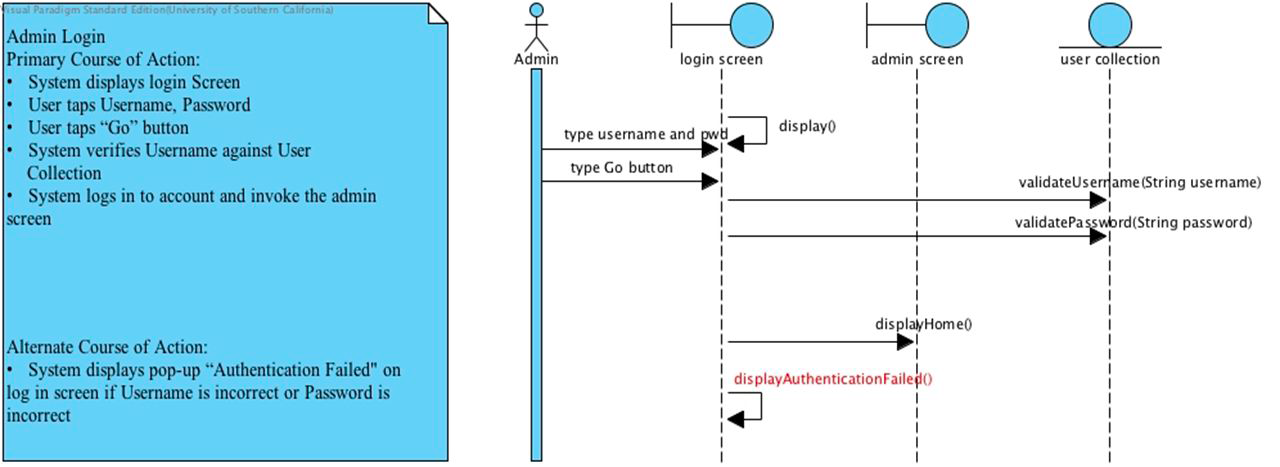 Visual Paradigm Standard Edition(University of Southern California)
Admin Login
Primary Course of Action:
• System displays login Screen
• User taps Username, Password
• User taps “Go” button
• System verifies Username against User
Collection
• System logs in to account and invoke the admin
screen
Alternate Course of Action:
• System displays pop-up “Authentication Failed" on
log in screen if Username is incorrect or Password is
incorrect
Admin
login screen
admin screen
user collection
display()
type username and pwd
type Go button
validateUsername(String username)
validatePassword(String password)
displayHome()
displayAuthenticationFailed()